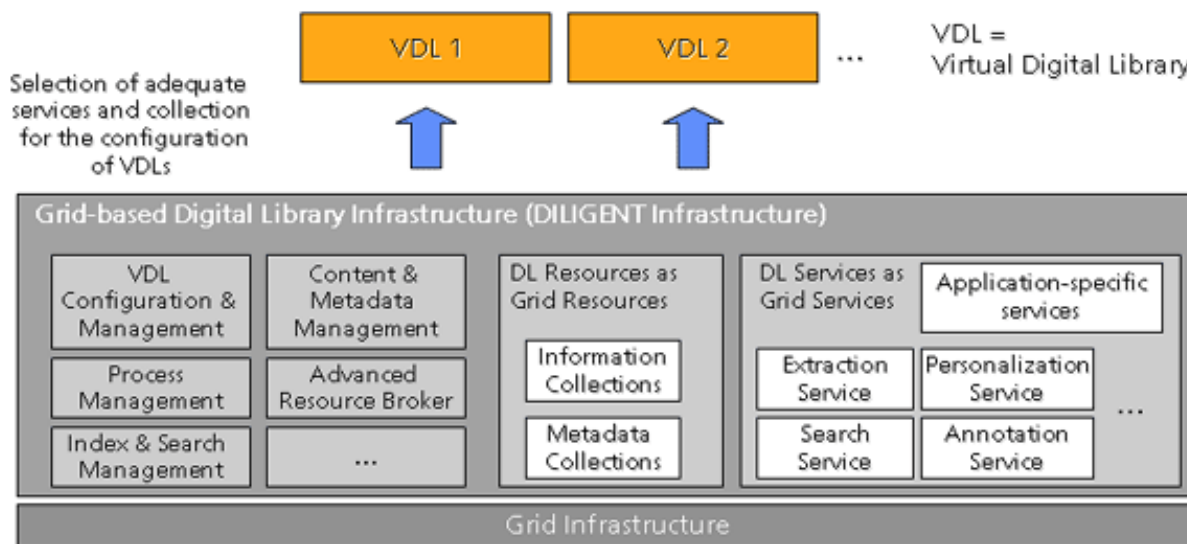 VDL 1
VDL 2
...
VDL =
Virtual Digital Library
Selection of adequate
services and collection
for the configuration
of VDLs
Grid-based Digital Library Infrastructure (DILIGENT Infrastructure)
VDL
Configuration &
Management
Content &
Metadata
Management
Process
Management
Advanced
Resource Broker
Index & Search
Management
...
DL Resources as
Grid Resources
Information
Collections
Metadata
Collections
DL Services as
Grid Services
Application-specific
services
Extraction
Service
Personalization
Service
Search
Service
Annotation
Service
...
Grid Infrastructure